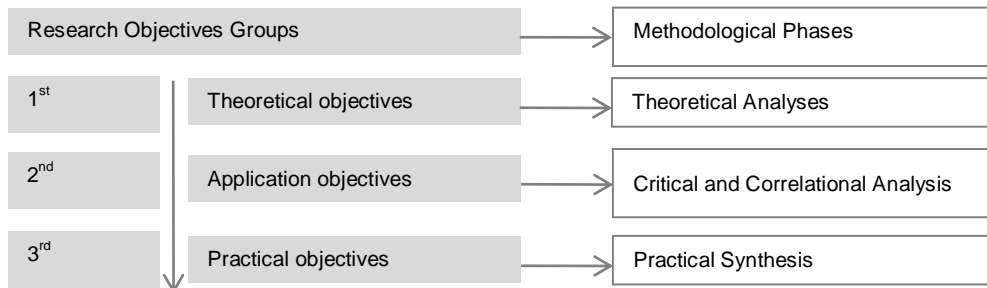 Research Objectives Groups
Methodological Phases
1st
Theoretical objectives
Theoretical Analyses
2nd
Application objectives
Critical and Correlational Analysis
3rd
Practical objectives
Practical Synthesis